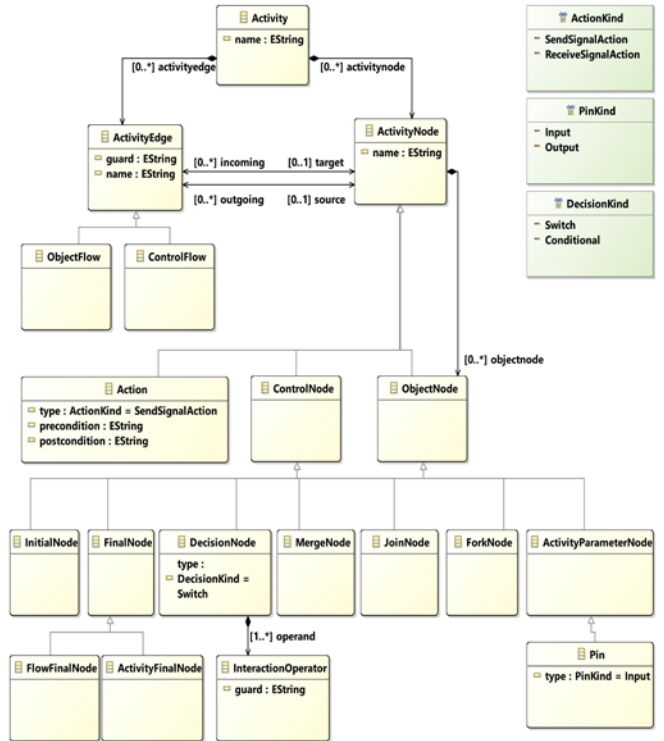 Activity
name : EString
[0..*] activityedge
[0..*] activitynode
ActionKind
SendSignalAction
ReceiveSignalAction
PinKind
Input
Output
DecisionKind
Switch
Conditional
ActivityEdge
guard : EString
name : EString
[0..*] incoming
[0..1] target
[0..*] outgoing
[0..1] source
ActivityNode
name : EString
ObjectFlow
ControlFlow
[0..*] objectnode
Action
type : ActionKind = SendSignalAction
precondition : EString
postcondition : EString
ControlNode
ObjectNode
InitialNode
FinalNode
DecisionNode
type :
DecisionKind =
Switch
MergeNode
JoinNode
ForkNode
ActivityParameterNode
[1..*] operand
FlowFinalNode
ActivityFinalNode
InteractionOperator
guard : EString
Pin
type : PinKind = Input